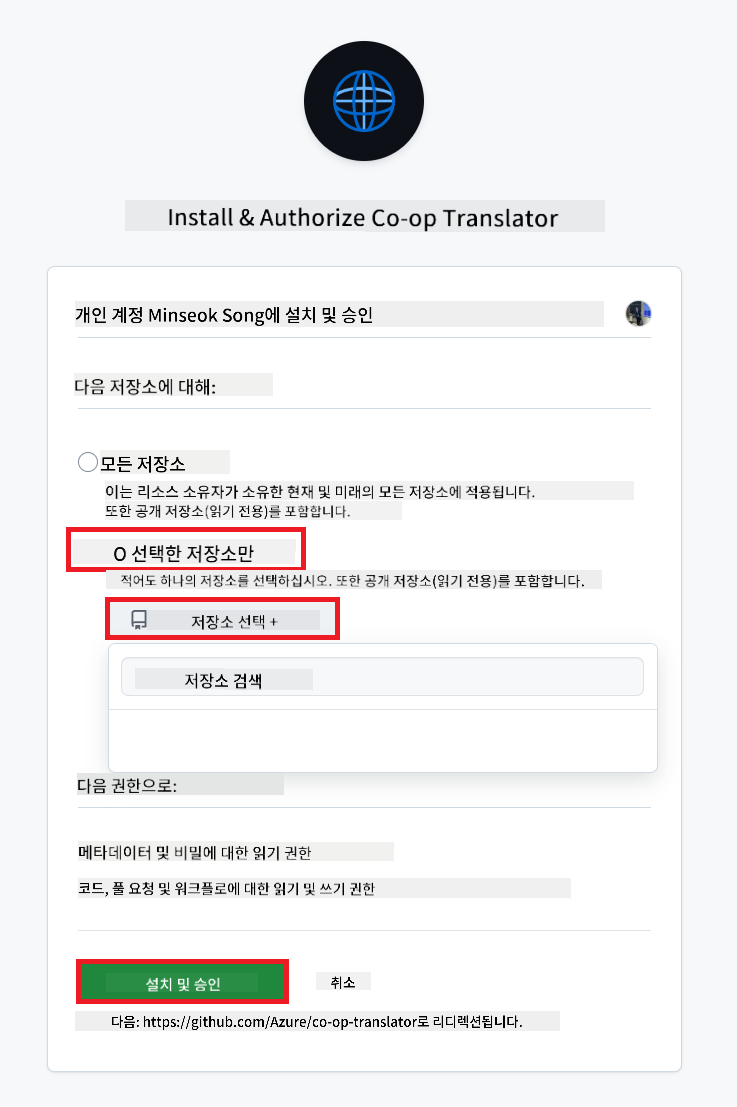 Install & Authorize Co-op Translator
개인 계정 Minseok Song에 설치 및 승인
다음 저장소에 대해:
모든 저장소
이는 리소스 소유자가 소유한 현재 및 미래의 모든 저장소에 적용됩니다.
또한 공개 저장소(읽기 전용)를 포함합니다.
O 선택한 저장소만
적어도 하나의 저장소를 선택하십시오. 또한 공개 저장소(읽기 전용)를 포함합니다.
저장소 선택 +
저장소 검색
다음 권한으로:
메타데이터 및 비밀에 대한 읽기 권한
코드, 풀 요청 및 워크플로에 대한 읽기 및 쓰기 권한
설치 및 승인 취소
다음: https://github.com/Azure/co-op-translator로 리디렉션됩니다.